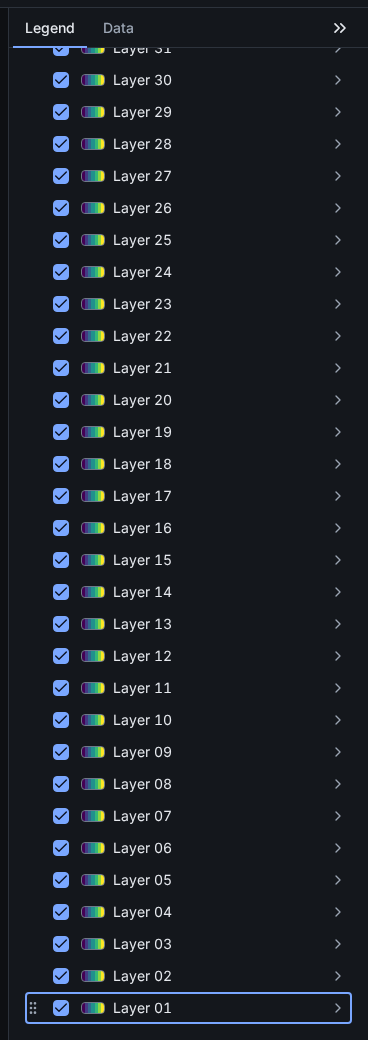 Legend Data
Layer 31
Layer 30
Layer 29
Layer 28
Layer 27
Layer 26
Layer 25
Layer 24
Layer 23
Layer 22
Layer 21
Layer 20
Layer 19
Layer 18
Layer 17
Layer 16
Layer 15
Layer 14
Layer 13
Layer 12
Layer 11
Layer 10
Layer 09
Layer 08
Layer 07
Layer 06
Layer 05
Layer 04
Layer 03
Layer 02
Layer 01